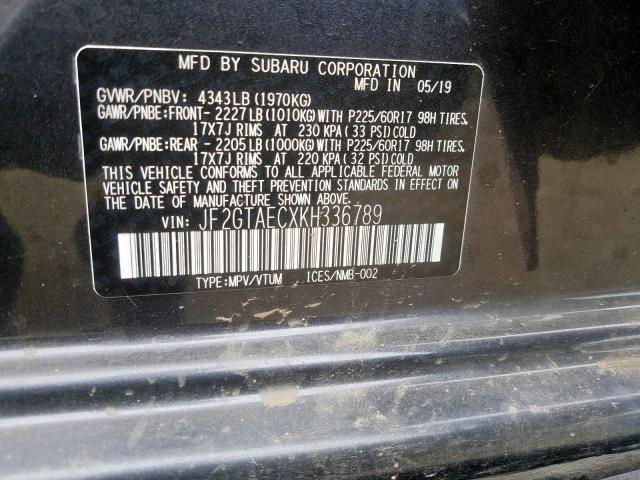 MFD BY SUBARU CORPORATION
MFD IN 05/19
GVWR/PNBV: 4343LB(1970KG)
GAWR/PNBE:FRONT- 2227LB(1010KG)WITH P225/60R17 98H TIRES,
17X7J RIMS AT 230 KPA(33 PSI)COLD
GAWR/PNBE:REAR - 2205LB(1000KG)WITH P225/60R17 98H TIRES,
17X7J RIMS AT 220 KPA(32 PSI)COLD
THIS VEHICLE CONFORMS TO ALL APPLICABLE FEDERAL MOTOR
VEHICLE SAFETY AND THEFT PREVENTION STANDARDS IN EFFECT ON
THE DATE OF MANUFACTURE SHOWN ABOVE.
VIN: JF2GTAECXKH336789
TYPE:MPV/VTUM ICES/NMB-002